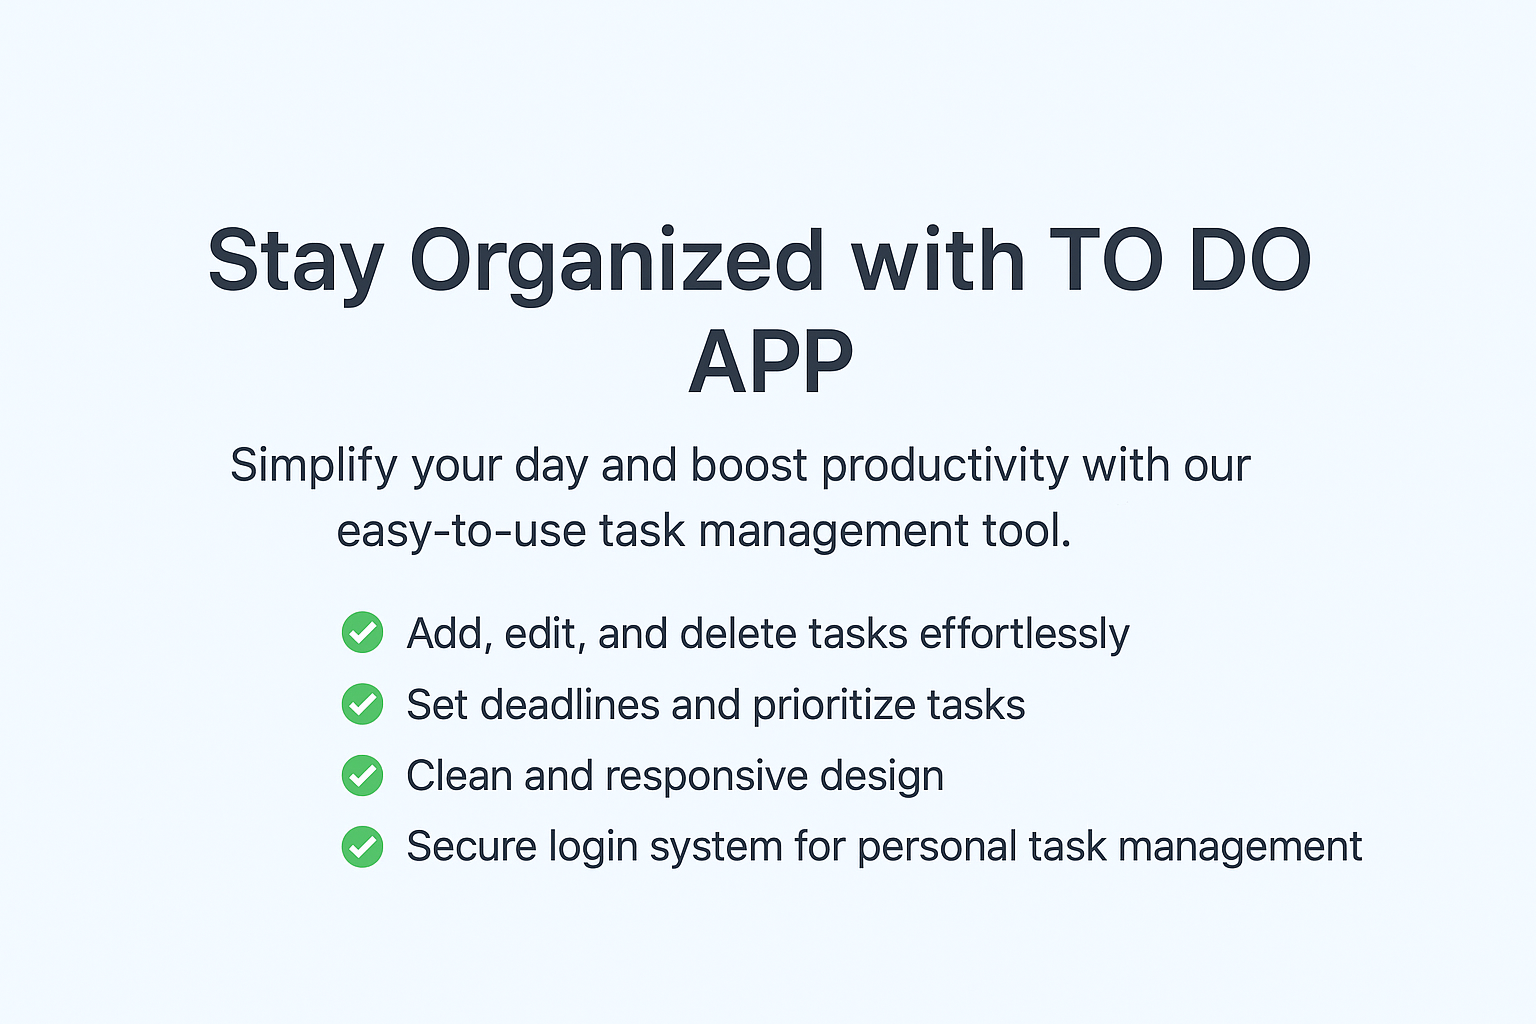 Stay Organized with TO DO
APP
Simplify your day and boost productivity with our
easy-to-use task management tool.
Add, edit, and delete tasks effortlessly
Set deadlines and prioritize tasks
Clean and responsive design
Secure login system for personal task management